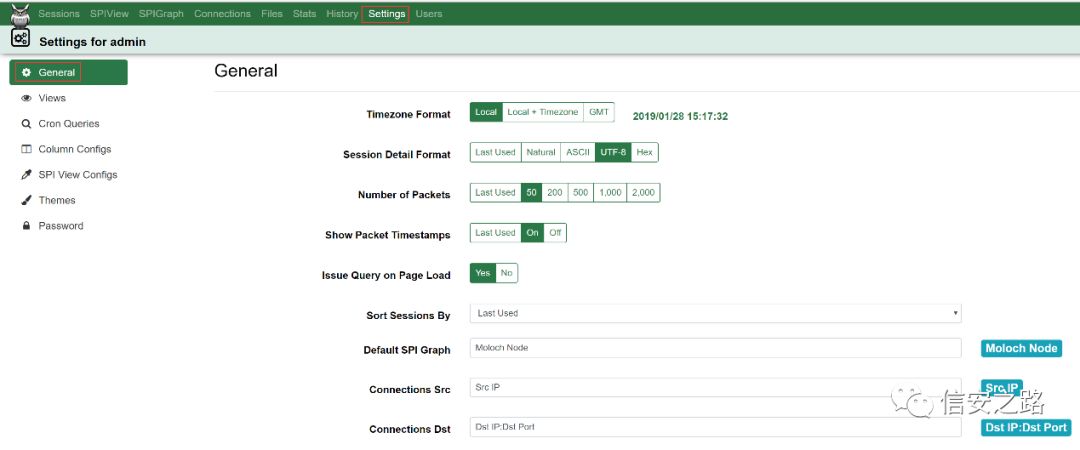 Sessions SPIView SPIGraph Connections Files Stats History Settings Users
Settings for admin
General
Views
Cron Queries
Column Configs
SPI View Configs
Themes
Password
General
Timezone Format Local Local + Timezone GMT 2019/01/28 15:17:32
Session Detail Format Last Used Natural ASCII UTF-8 Hex
Number of Packets Last Used 50 200 500 1,000 2,000
Show Packet Timestamps Last Used On Off
Issue Query on Page Load Yes No
Sort Sessions By Last Used
Default SPI Graph Moloch Node Moloch Node
Connections Src Src IP Src IP
信安之路
Connections Dst Dst IP:Dst Port Dst IP:Dst Port